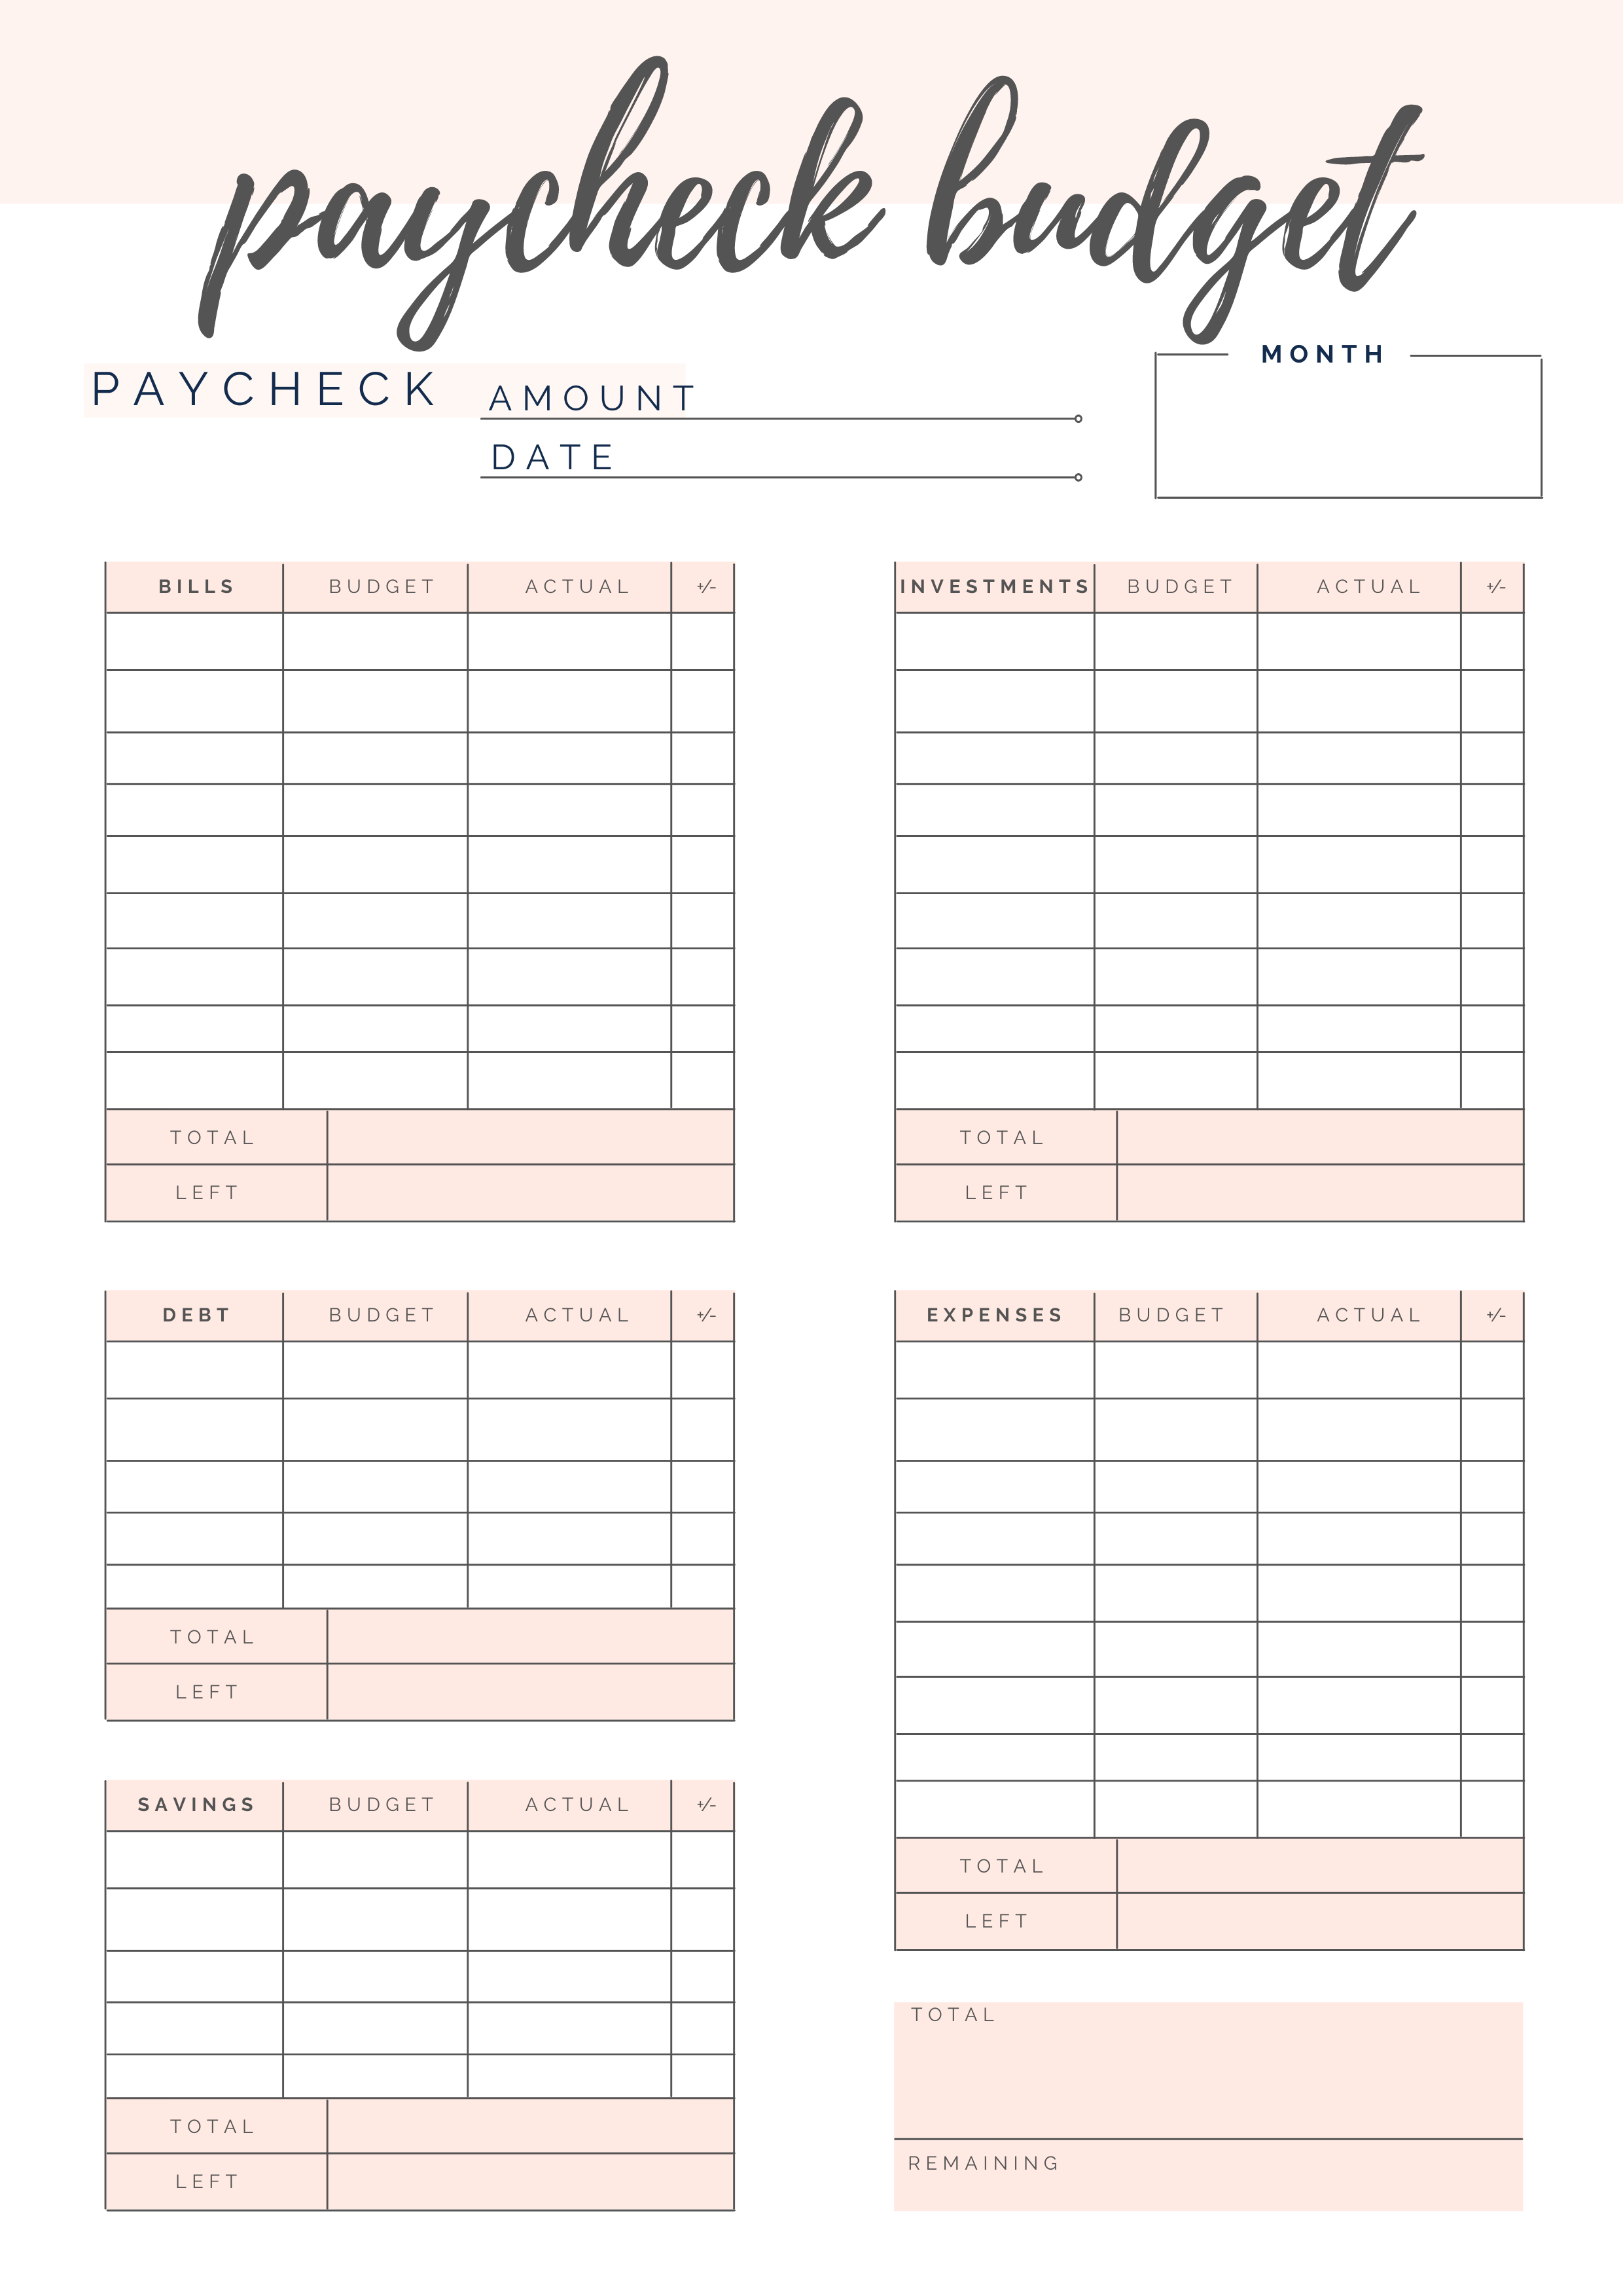 paycheck budget
MONTH
PAYCHECK
AMOUNT
DATE
BILLS BUDGET ACTUAL +/-
TOTAL
LEFT
INVESTMENTS BUDGET ACTUAL +/-
TOTAL
LEFT
DEBT BUDGET ACTUAL +/-
TOTAL
LEFT
SAVINGS BUDGET ACTUAL +/-
TOTAL
LEFT
EXPENSES BUDGET ACTUAL +/-
TOTAL
LEFT
TOTAL
REMAINING